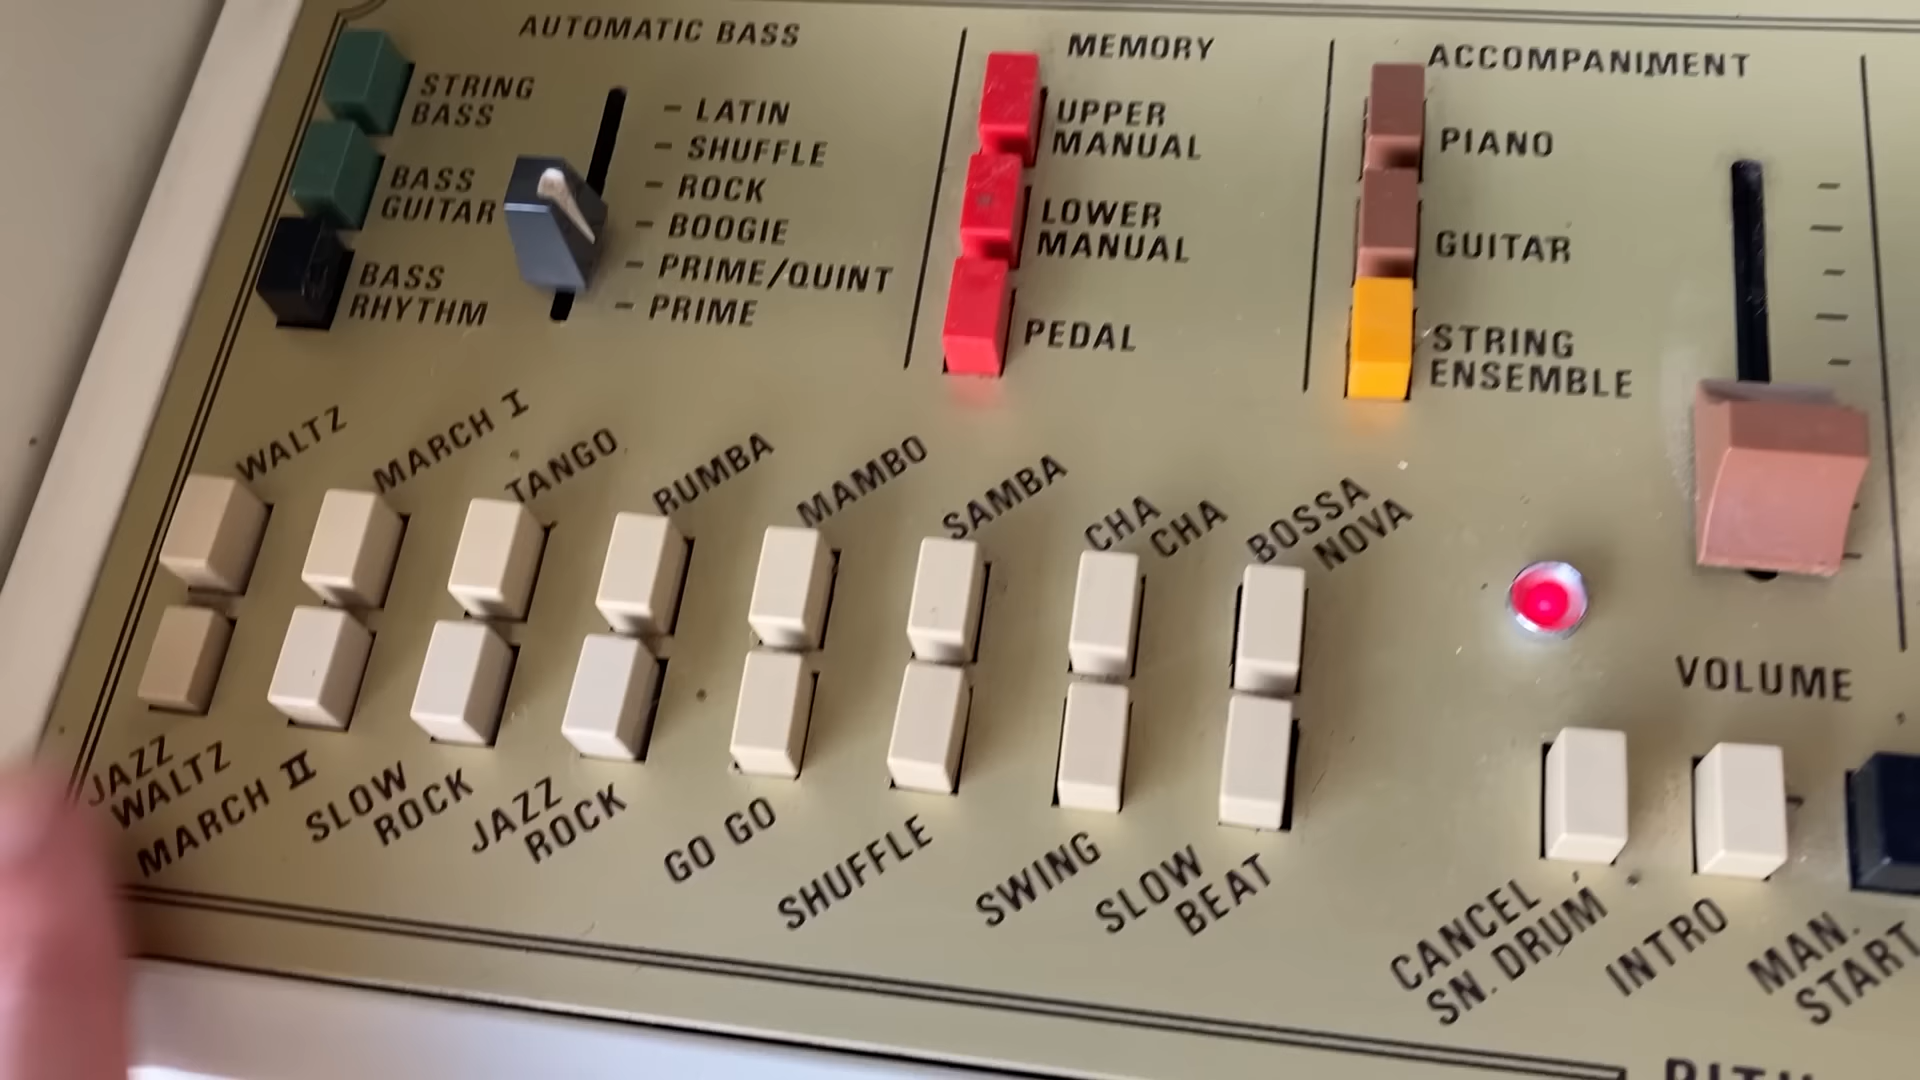 AUTOMATIC BASS
STRING
BASS
BASS
GUITAR
BASS
RHYTHM
– LATIN
– SHUFFLE
– ROCK
– BOOGIE
– PRIME/QUINT
– PRIME
MEMORY
UPPER
MANUAL
LOWER
MANUAL
PEDAL
ACCOMPANIMENT
PIANO
GUITAR
STRING
ENSEMBLE
VOLUME
WALTZ
MARCH I
TANGO
RUMBA
MAMBO
SAMBA
CHA
CHA
BOSSA
NOVA
JAZZ
WALTZ
MARCH II
SLOW
ROCK
JAZZ
ROCK
GO GO
SHUFFLE
SWING
SLOW
BEAT
CANCEL
SN. DRUM
INTRO
MAN.
START